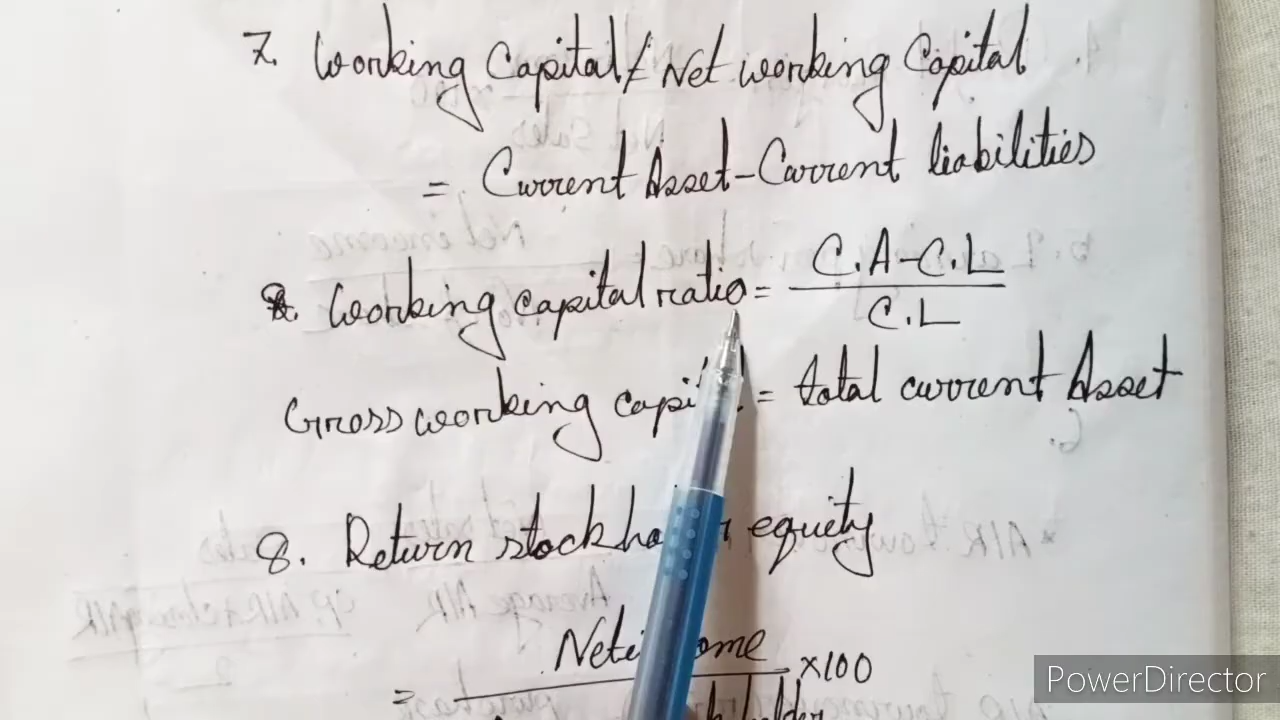 7. Working Capital/Net working Capital
= Current Asset-Current liabilities
Working capital ratio = C.A-C.L
C.L
Gross working = total current Asset
8. Return equity
=
×100
PowerDirector